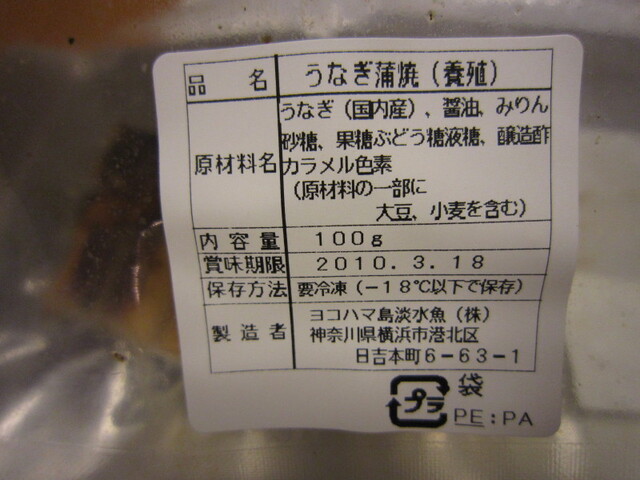 品 名 うなぎ蒲焼（養殖）
うなぎ（国内産）、醤油、みりん
砂糖、果糖ぶどう糖液糖、醸造酢
原材料名 カラメル色素
（原材料の一部に
大豆、小麦を含む）
内容量 100g
賞味期限 2010.3.18
保存方法 要冷凍（-18℃以下で保存）
製造者 ヨコハマ島淡水魚（株）
神奈川県横浜市港北区
日吉本町6-63-1
プラ 袋
PE:PA